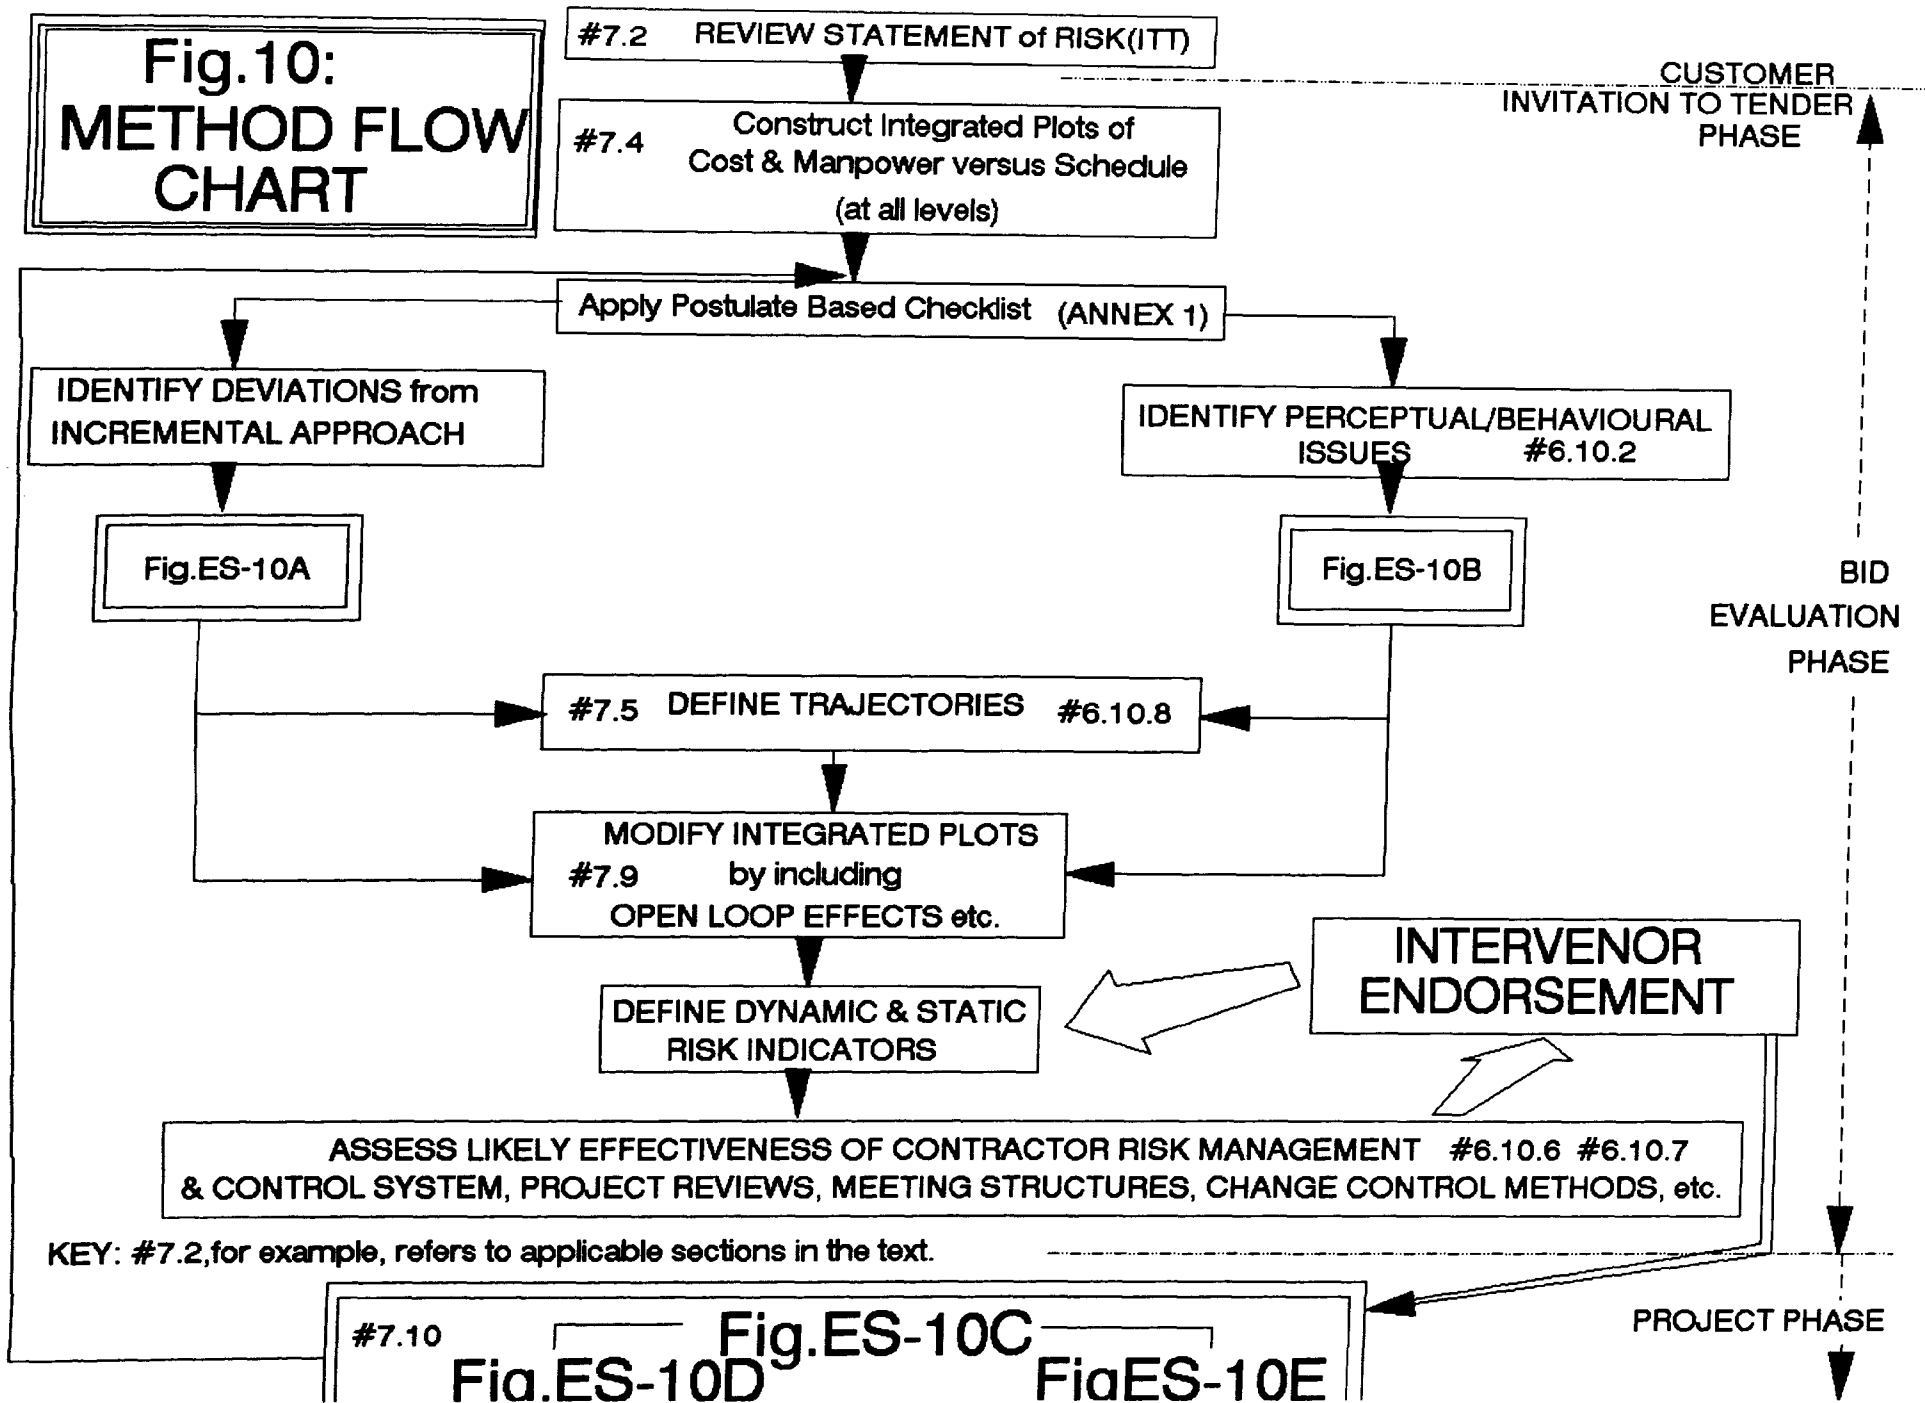 Fig.10:
METHOD FLOW
CHART
#7.2 REVIEW STATEMENT of RISK(ITT)
CUSTOMER
INVITATION TO TENDER
PHASE
#7.4 Construct Integrated Plots of
Cost & Manpower versus Schedule
(at all levels)
Apply Postulate Based Checklist (ANNEX 1)
IDENTIFY DEVIATIONS from
INCREMENTAL APPROACH
IDENTIFY PERCEPTUAL/BEHAVIOURAL
ISSUES #6.10.2
Fig.ES-10A
Fig.ES-10B
BID
EVALUATION
PHASE
#7.5 DEFINE TRAJECTORIES #6.10.8
MODIFY INTEGRATED PLOTS
#7.9 by including
OPEN LOOP EFFECTS etc.
INTERVENOR
ENDORSEMENT
DEFINE DYNAMIC & STATIC
RISK INDICATORS
ASSESS LIKELY EFFECTIVENESS OF CONTRACTOR RISK MANAGEMENT #6.10.6 #6.10.7
& CONTROL SYSTEM, PROJECT REVIEWS, MEETING STRUCTURES, CHANGE CONTROL METHODS, etc.
KEY: #7.2,for example, refers to applicable sections in the text.
PROJECT PHASE
#7.10 Fig.ES-10C
Fig.ES-10D FigES-10E